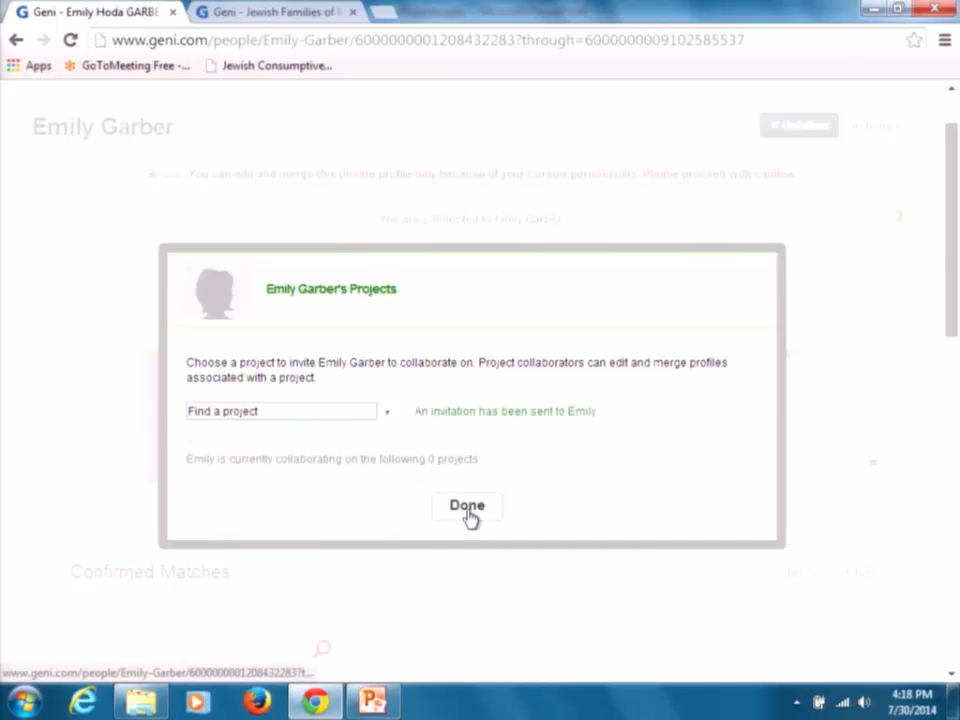 Geni - Emily Hoda GARBE
Geni - Jewish Families of
www.geni.com/people/Emily-Garber/6000000001208432283?through=6000000009102585537
Apps
GoToMeeting Free -...
Jewish Consumptive...
Emily Garber
You can edit and merge this private profile only because of your Curator permissions. Please proceed with caution.
You are connected to Emily Garber
Emily Garber's Projects
Choose a project to invite Emily Garber to collaborate on. Project collaborators can edit and merge profiles
associated with a project.
Find a project
An invitation has been sent to Emily
Emily is currently collaborating on the following 0 projects
Done
Confirmed Matches
www.geni.com/people/Emily-Garber/6000000001208432283?t...
4:18 PM
7/30/2014